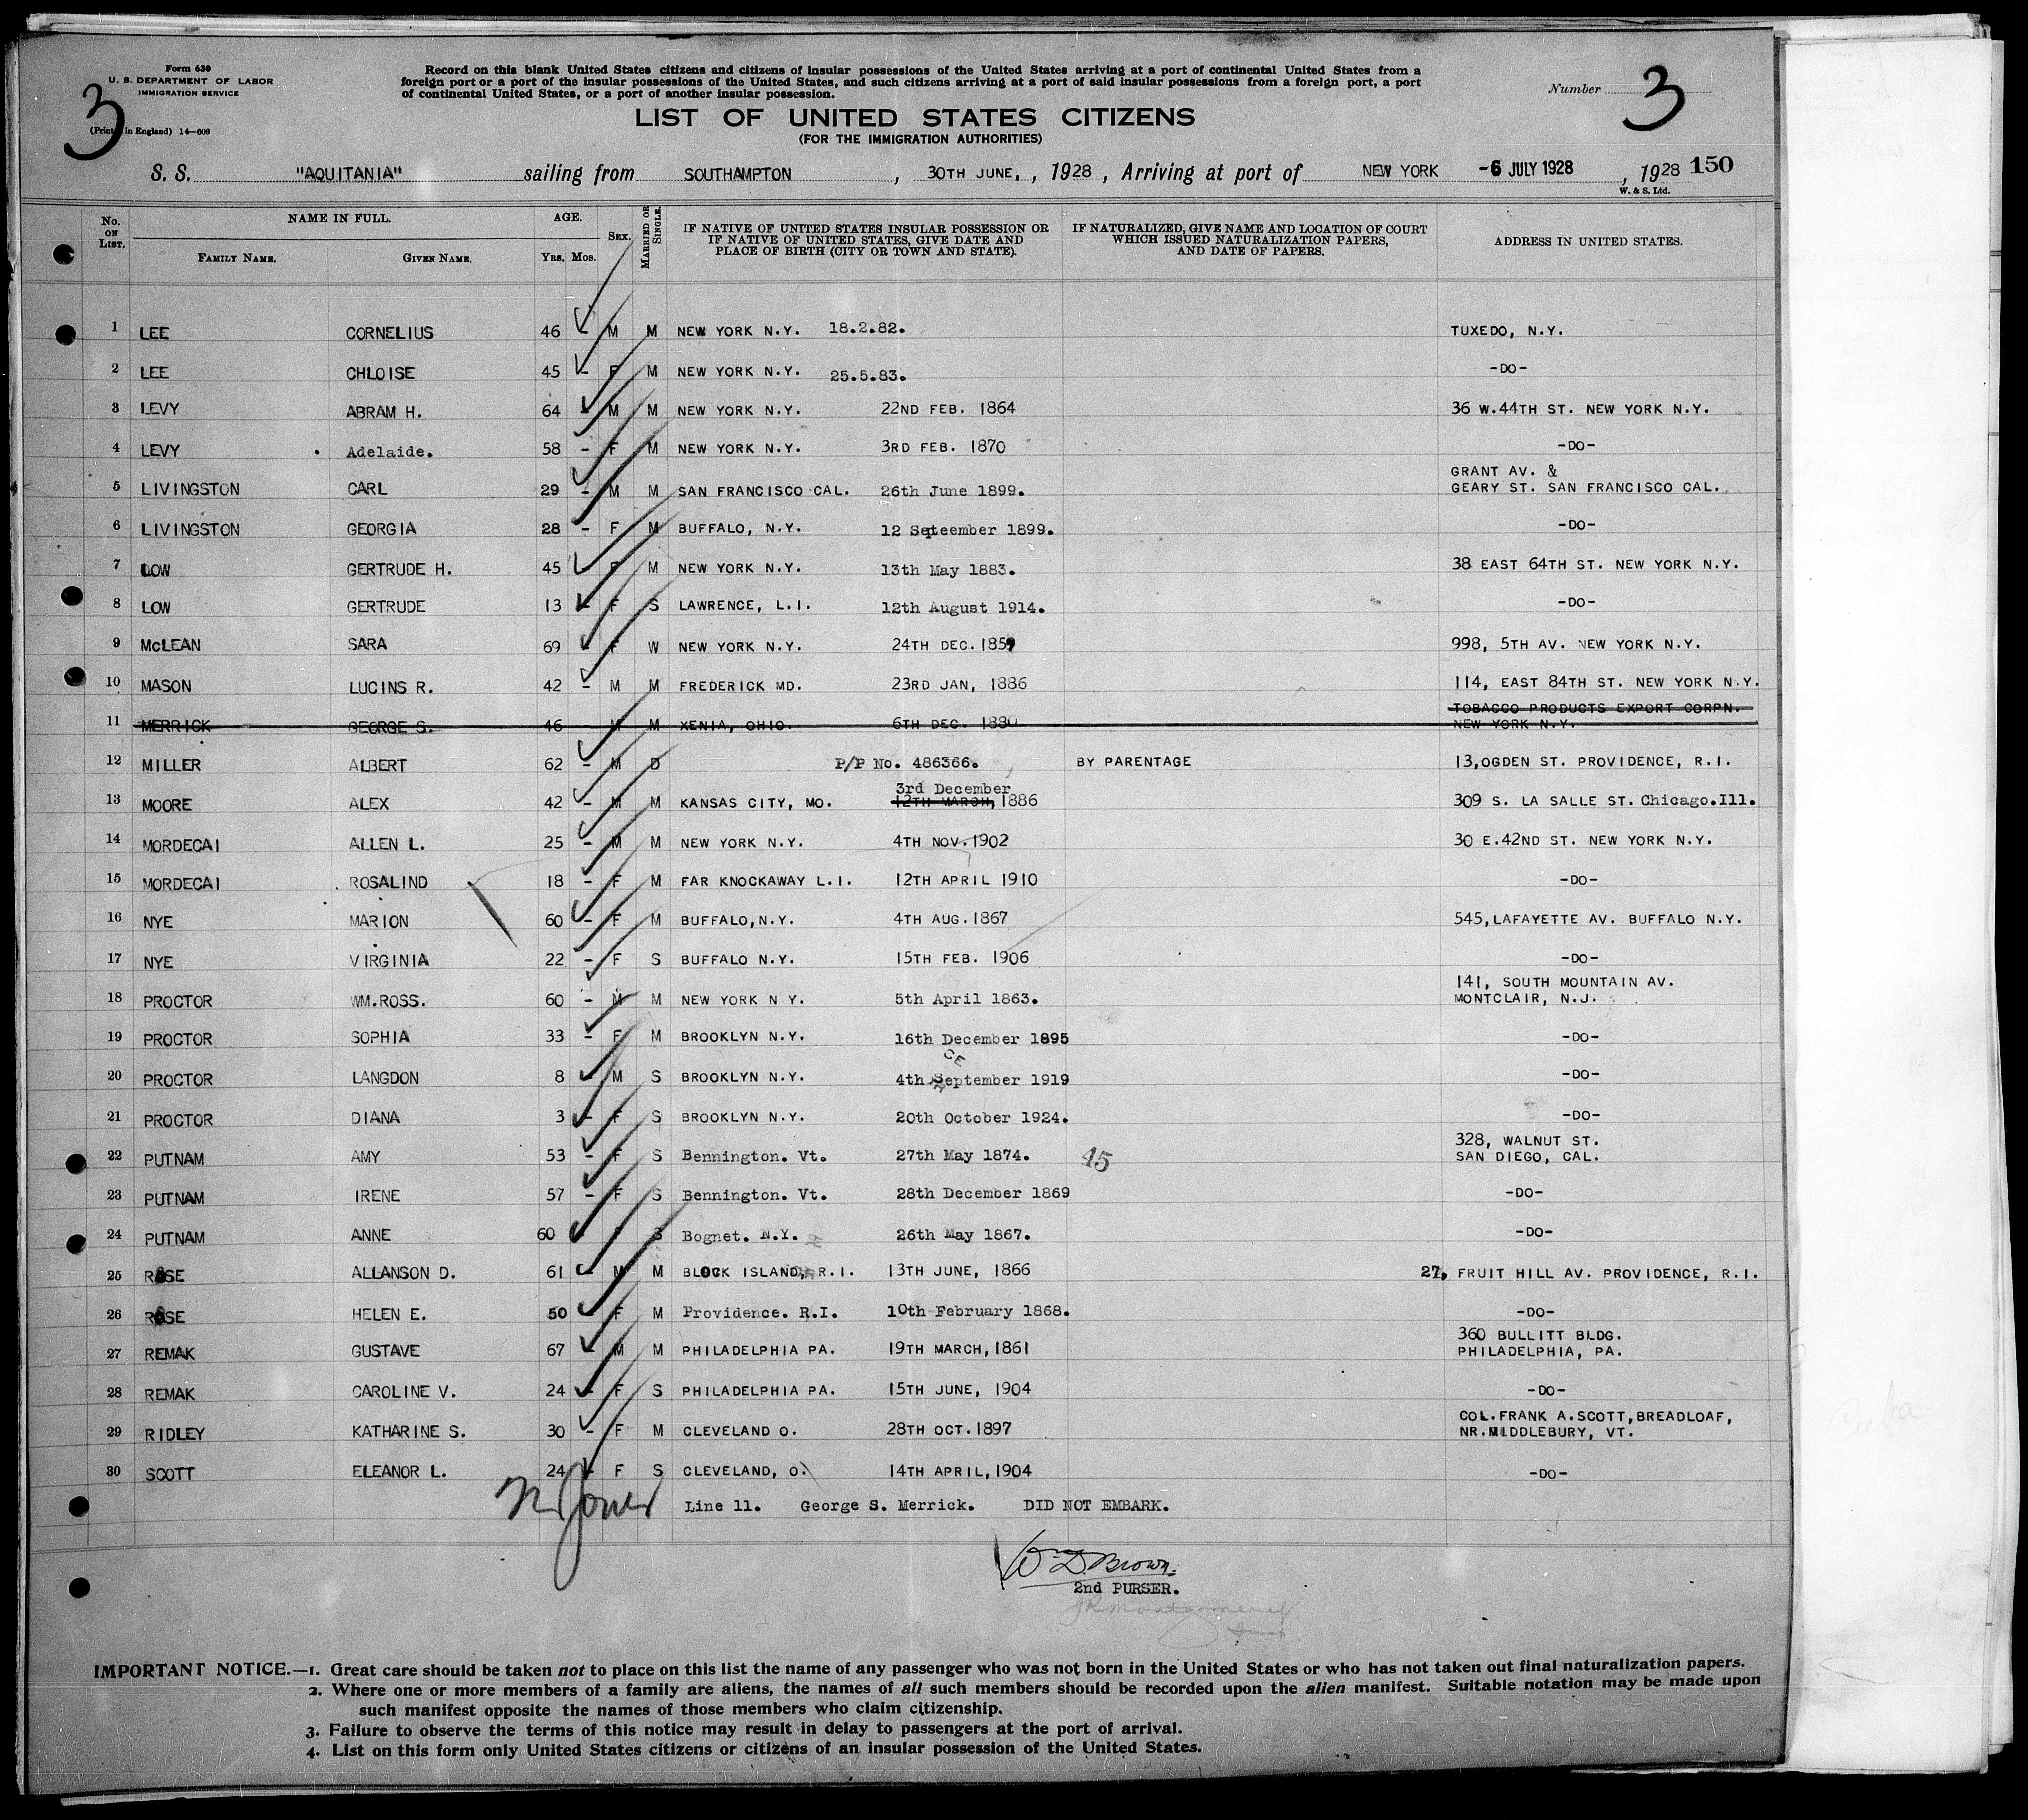 Form 630
U. S. DEPARTMENT OF LABOR
IMMIGRATION SERVICE
3
(Printed in England) 14—608
Record on this blank United States citizens and citizens of insular possessions of the United States arriving at a port of continental United States from a
foreign port or a port of the insular possessions of the United States, and such citizens arriving at a port of said insular possessions from a foreign port, a port
of continental United States, or a port of another insular possession.
Number 3
LIST OF UNITED STATES CITIZENS
(FOR THE IMMIGRATION AUTHORITIES)
S. S. "AQUITANIA" sailing from SOUTHAMPTON, 30TH JUNE, , 1928, Arriving at port of NEW YORK -6 JULY 1928, 1928 150
W. & S. Ltd.
No. ON LIST. NAME IN FULL. FAMILY NAME. GIVEN NAME. AGE. YRS. MOS. SEX. MARRIED OR SINGLE. IF NATIVE OF UNITED STATES INSULAR POSSESSION OR IF NATIVE OF UNITED STATES, GIVE DATE AND PLACE OF BIRTH (CITY OR TOWN AND STATE). IF NATURALIZED, GIVE NAME AND LOCATION OF COURT WHICH ISSUED NATURALIZATION PAPERS, AND DATE OF PAPERS. ADDRESS IN UNITED STATES.
1 LEE CORNELIUS 46 - M M NEW YORK N.Y. 18.2.82. TUXEDO, N.Y.
2 LEE CHLOISE 45 - F M NEW YORK N.Y. 25.5.83. -DO-
3 LEVY ABRAM H. 64 - M M NEW YORK N.Y. 22ND FEB. 1864 36 W.44TH ST. NEW YORK N.Y.
4 LEVY Adelaide. 58 - F M NEW YORK N.Y. 3RD FEB. 1870 -DO-
5 LIVINGSTON CARL 29 - M M SAN FRANCISCO CAL. 26th June 1899. GRANT AV. & GEARY ST. SAN FRANCISCO CAL.
6 LIVINGSTON GEORGIA 28 - F M BUFFALO, N.Y. 12 Septeember 1899. -DO-
7 LOW GERTRUDE H. 45 F M NEW YORK N.Y. 13th May 1883. 38 EAST 64TH ST. NEW YORK N.Y.
8 LOW GERTRUDE 13 - F S LAWRENCE, L.I. 12th August 1914. -DO-
9 McLEAN SARA 69 - F W NEW YORK N.Y. 24TH DEC. 1859 998, 5TH AV. NEW YORK N.Y.
10 MASON LUCINS R. 42 - M M FREDERICK MD. 23RD JAN, 1886 114, EAST 84TH ST. NEW YORK N.Y.
11 MERRICK GEORGE S. 46 M M XENIA, OHIO. 6TH DEC. 1880 TOBACCO PRODUCTS EXPORT CORPN. NEW YORK N.Y.
12 MILLER ALBERT 62 - M D P/P No. 486366. BY PARENTAGE 13,OGDEN ST. PROVIDENCE, R.I.
13 MOORE ALEX 42 - M M KANSAS CITY, MO. 3rd December 12TH MARCH, 1886 309 S. LA SALLE ST. Chicago.Ill.
14 MORDECAI ALLEN L. 25 - M M NEW YORK N.Y. 4TH NOV.1902 30 E.42ND ST. NEW YORK N.Y.
15 MORDECAI ROSALIND 18 - F M FAR KNOCKAWAY L.I. 12TH APRIL 1910 -DO-
16 NYE MARION 60 - F M BUFFALO,N.Y. 4TH AUG.1867 545,LAFAYETTE AV. BUFFALO N.Y.
17 NYE VIRGINIA 22 - F S BUFFALO N.Y. 15TH FEB. 1906 -DO-
18 PROCTOR WM.ROSS. 60 - M M NEW YORK N Y. 5th April 1863. 141, SOUTH MOUNTAIN AV. MONTCLAIR, N.J.
19 PROCTOR SOPHIA 33 - F M BROOKLYN N.Y. 16th December 1895 -DO-
20 PROCTOR LANGDON 8 - M S BROOKLYN N.Y. 4th September 1919 -DO-
21 PROCTOR DIANA 3 - F S BROOKLYN N.Y. 20th October 1924. -DO-
22 PUTNAM AMY 53 - F S Bennington. Vt. 27th May 1874. 15 328, WALNUT ST. SAN DIEGO, CAL.
23 PUTNAM IRENE 57 - F S Bennington. Vt. 28th December 1869 -DO-
24 PUTNAM ANNE 60 - F S Bognet. N.Y. 26th May 1867. -DO-
25 ROSE ALLANSON D. 61 - M M BLOCK ISLAND, R.I. 13TH JUNE, 1866 27, FRUIT HILL AV. PROVIDENCE, R.I.
26 ROSE HELEN E. 50 - F M Providence. R.I. 10th February 1868. -DO-
27 REMAK GUSTAVE 67 - M M PHILADELPHIA PA. 19TH MARCH,1861 360 BULLITT BLDG. PHILADELPHIA, PA.
28 REMAK CAROLINE V. 24 - F S PHILADELPHIA PA. 15TH JUNE, 1904 -DO-
29 RIDLEY KATHARINE S. 30 - F M CLEVELAND O. 28TH OCT.1897 COL.FRANK A.SCOTT,BREADLOAF, NR.MIDDLEBURY, VT.
30 SCOTT ELEANOR L. 24 - F S CLEVELAND, O. 14TH APRIL,1904 -DO-
Jones
Line 11. George S. Merrick. DID NOT EMBARK.
Wm D. Brown.
2nd PURSER.
IMPORTANT NOTICE.—1. Great care should be taken not to place on this list the name of any passenger who was not born in the United States or who has not taken out final naturalization papers.
2. Where one or more members of a family are aliens, the names of all such members should be recorded upon the alien manifest. Suitable notation may be made upon
such manifest opposite the names of those members who claim citizenship.
3. Failure to observe the terms of this notice may result in delay to passengers at the port of arrival.
4. List on this form only United States citizens or citizens of an insular possession of the United States.